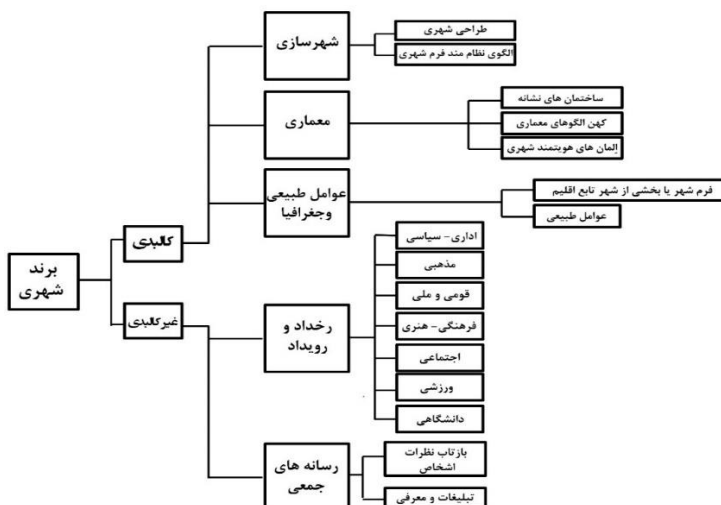 برند
شهری
کالبدی
غیرکالبدی
شهرسازی
طراحی شهری
الگوی نظام مند فرم شهری
معماری
ساختمان های نشانه
کهن الگوهای معماری
اِلمان های هویتمند شهری
عوامل طبیعی
وجغرافیا
فرم شهر یا بخشی از شهر تابع اقلیم
عوامل طبیعی
رخداد و
رویداد
اداری- سیاسی
مذهبی
قومی و ملی
فرهنگی- هنری
اجتماعی
ورزشی
دانشگاهی
رسانه های
جمعی
بازتاب نظرات
اشخاص
تبلیغات و معرفی